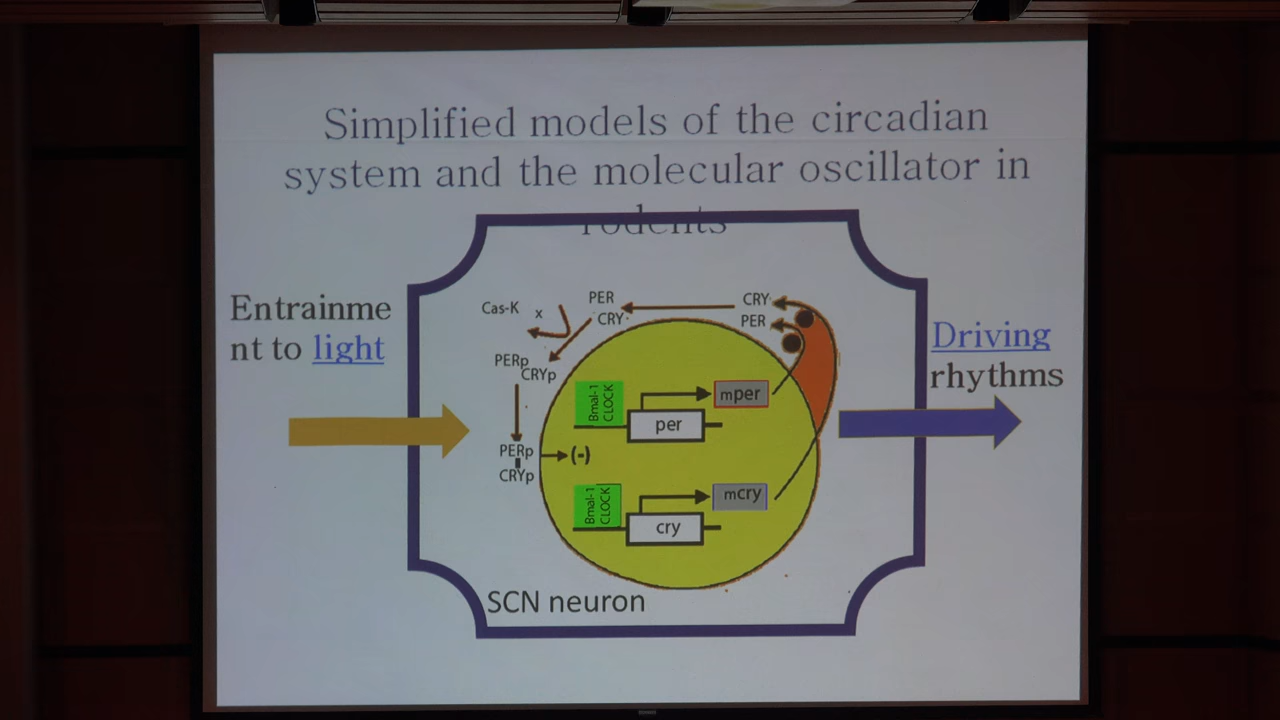 Simplified models of the circadian
system and the molecular oscillator in
rodents
Entrainme
nt to light
Driving
rhythms
Cas-K x
PER
CRY
CRY
PER
PERp
CRYp
PERp
CRYp
(-)
Bmal-1
CLOCK
per
mper
Bmal-1
CLOCK
cry
mcry
SCN neuron